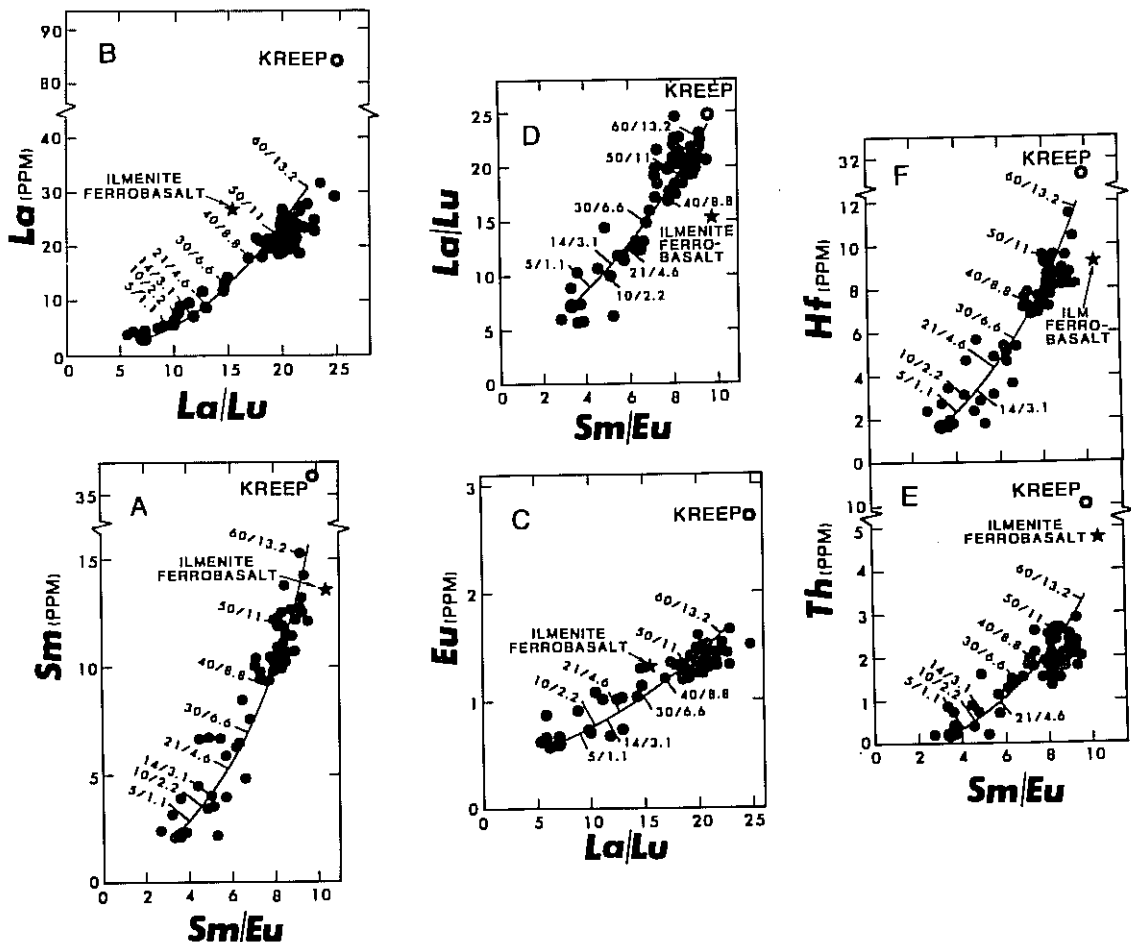 B
KREEP
90
80
40
30
20
10
0
La (PPM)
60/13.2
ILMENITE
FERROBASALT
50/11
40/8.8
30/6.6
21/4.6
14/3.1
10/2.2
5/1.1
0 5 10 15 20 25
La/Lu
D
KREEP
25
20
15
10
5
0
La/Lu
60/13.2
50/11
40/8.8
30/6.6
ILMENITE
FERRO-
BASALT
14/3.1
5/1.1
21/4.6
10/2.2
0 2 4 6 8 10
Sm/Eu
F
KREEP
32
12
10
8
6
4
2
0
Hf (PPM)
60/13.2
50/11
40/8.8
30/6.6
21/4.6
10/2.2
5/1.1
14/3.1
ILM
FERRO-
BASALT
A
KREEP
35
15
10
5
0
Sm (PPM)
60/13.2
ILMENITE
FERROBASALT
50/11
40/8.8
30/6.6
21/4.6
14/3.1
10/2.2
5/1.1
0 2 4 6 8 10
Sm/Eu
C
KREEP
3
2
1
0
Eu (PPM)
60/13.2
ILMENITE
FERROBASALT
50/11
21/4.6
10/2.2
40/8.8
30/6.6
14/3.1
5/1.1
0 5 10 15 20 25
La/Lu
E
KREEP
10
5
4
3
2
1
0
Th (PPM)
ILMENITE
FERROBASALT
60/13.2
50/11
40/8.8
30/6.6
14/3.1
10/2.2
5/1.1
21/4.6
0 2 4 6 8 10
Sm/Eu